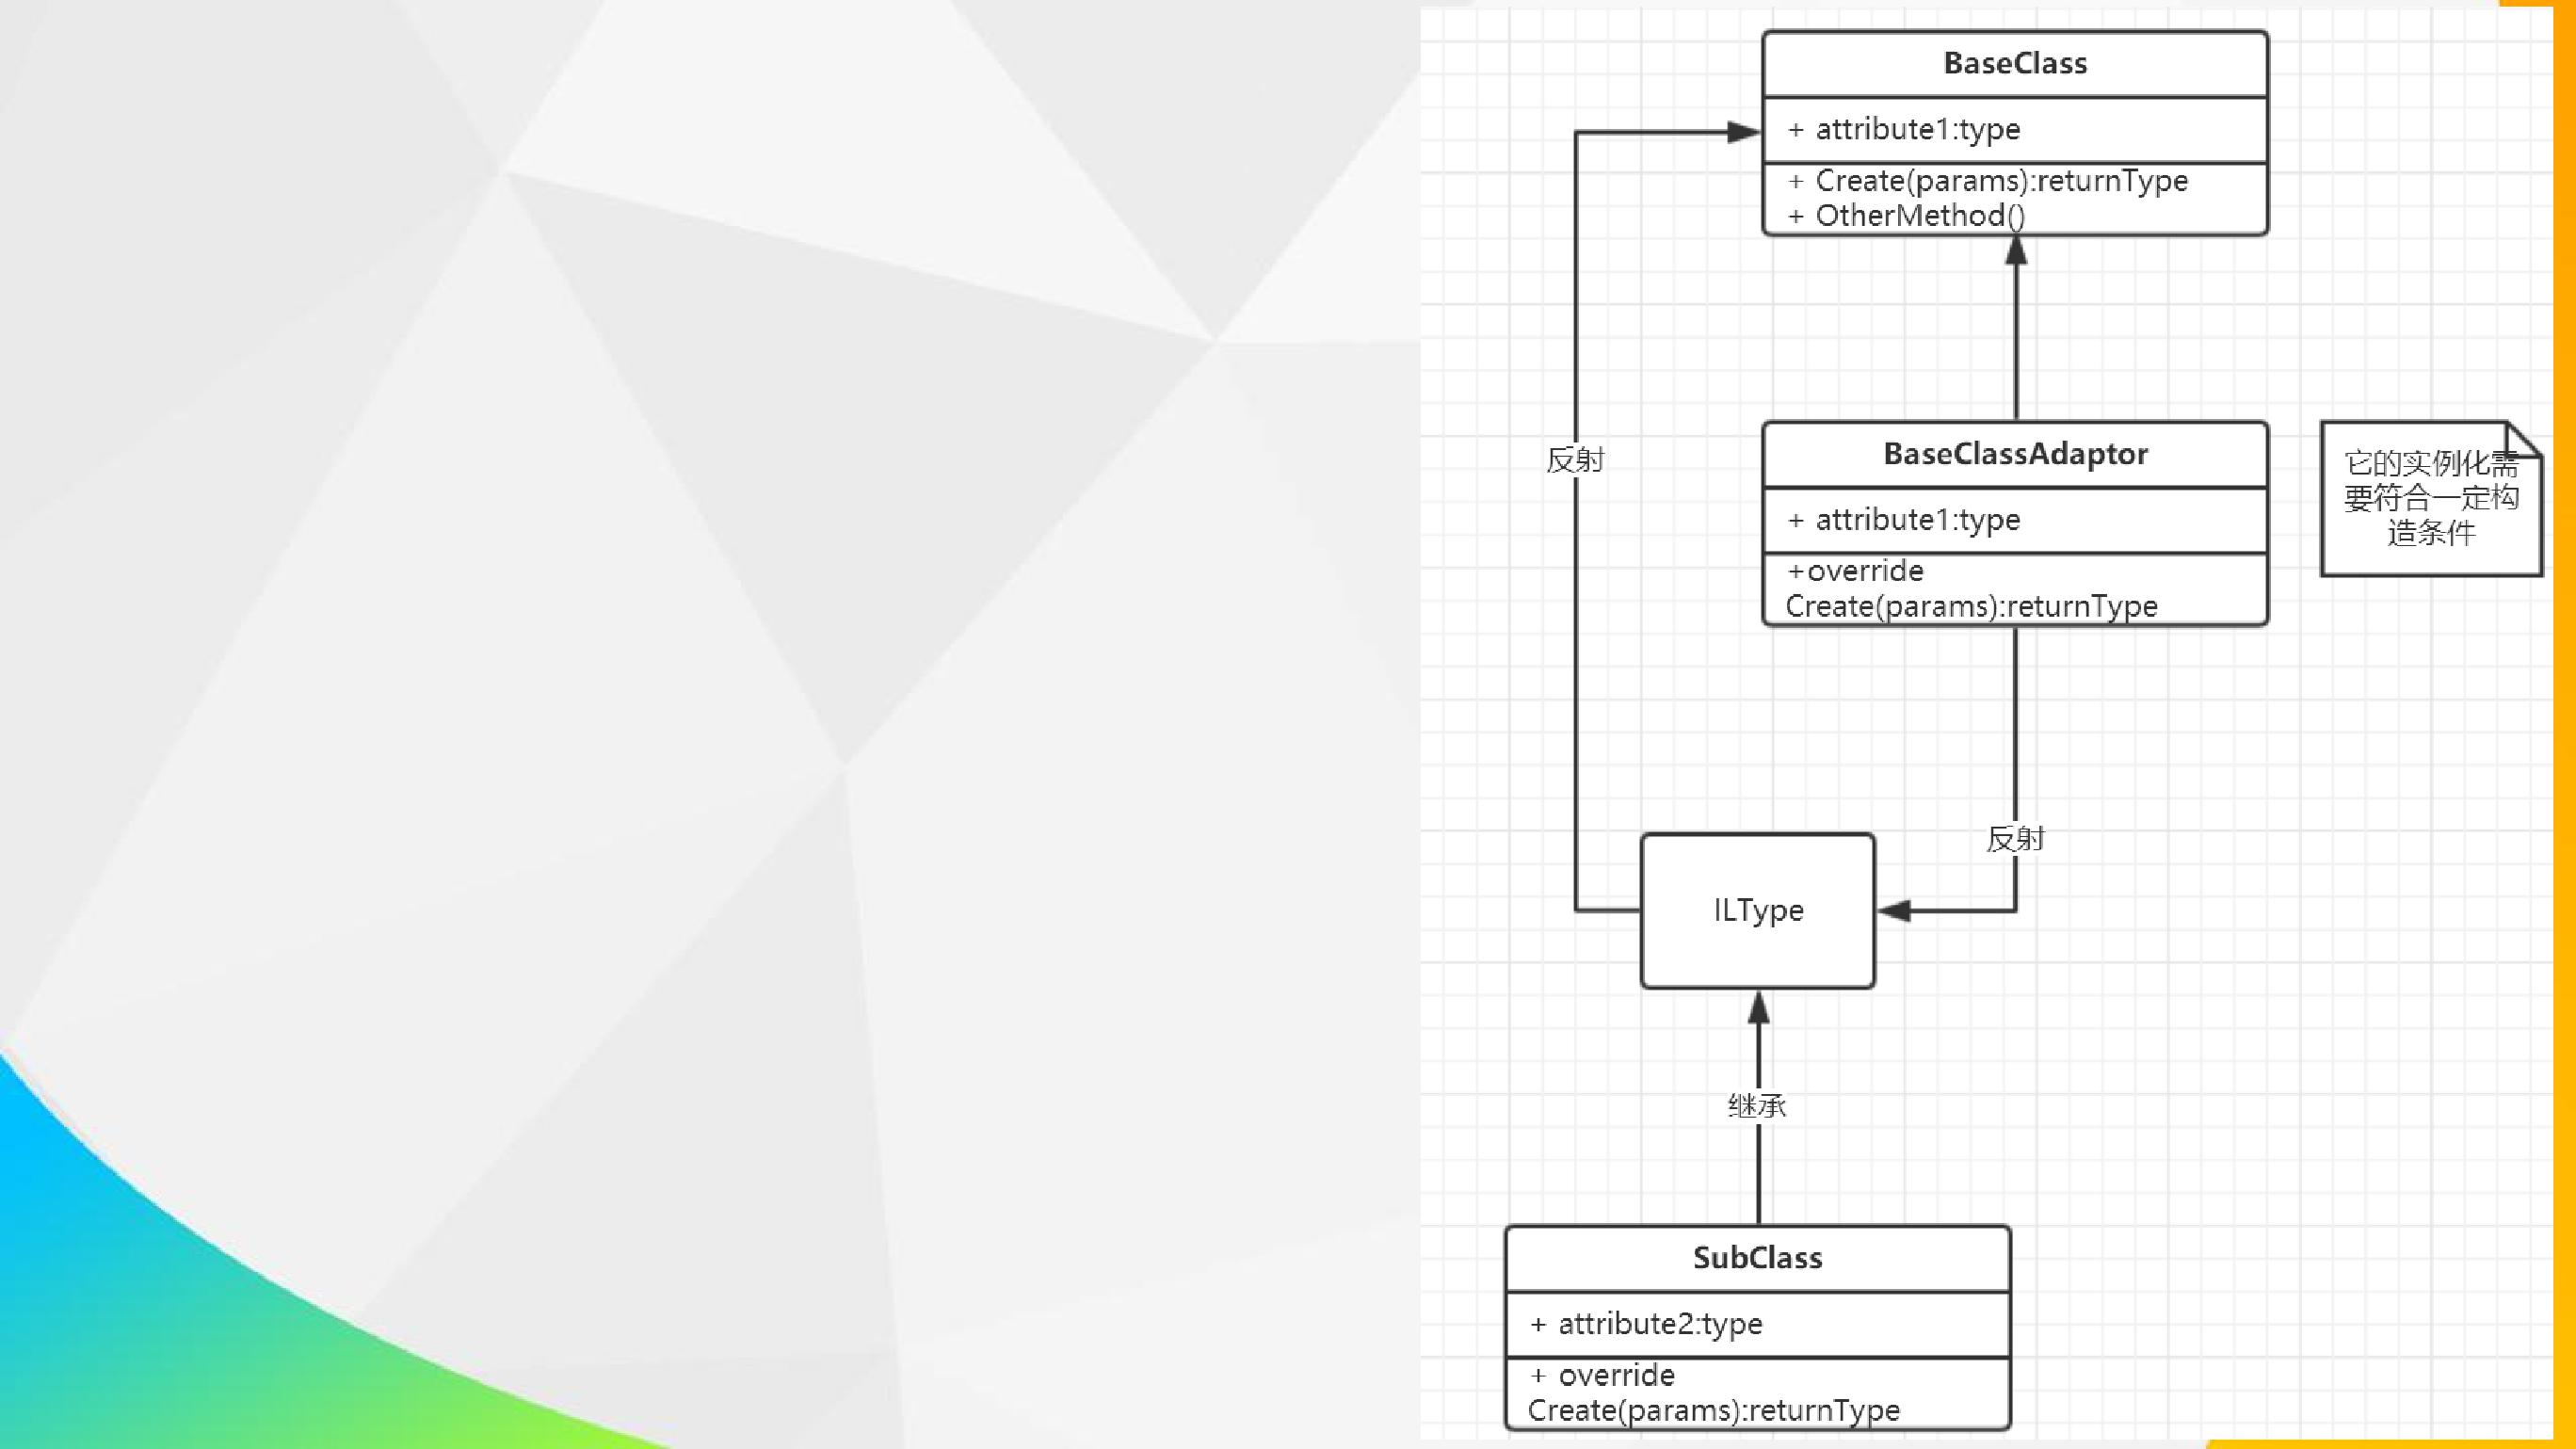 BaseClass
+ attribute1:type
+ Create(params):returnType
+ OtherMethod()
反射
BaseClassAdaptor
+ attribute1:type
+override
Create(params):returnType
它的实例化需
要符合一定构
造条件
反射
ILType
继承
SubClass
+ attribute2:type
+ override
Create(params):returnType